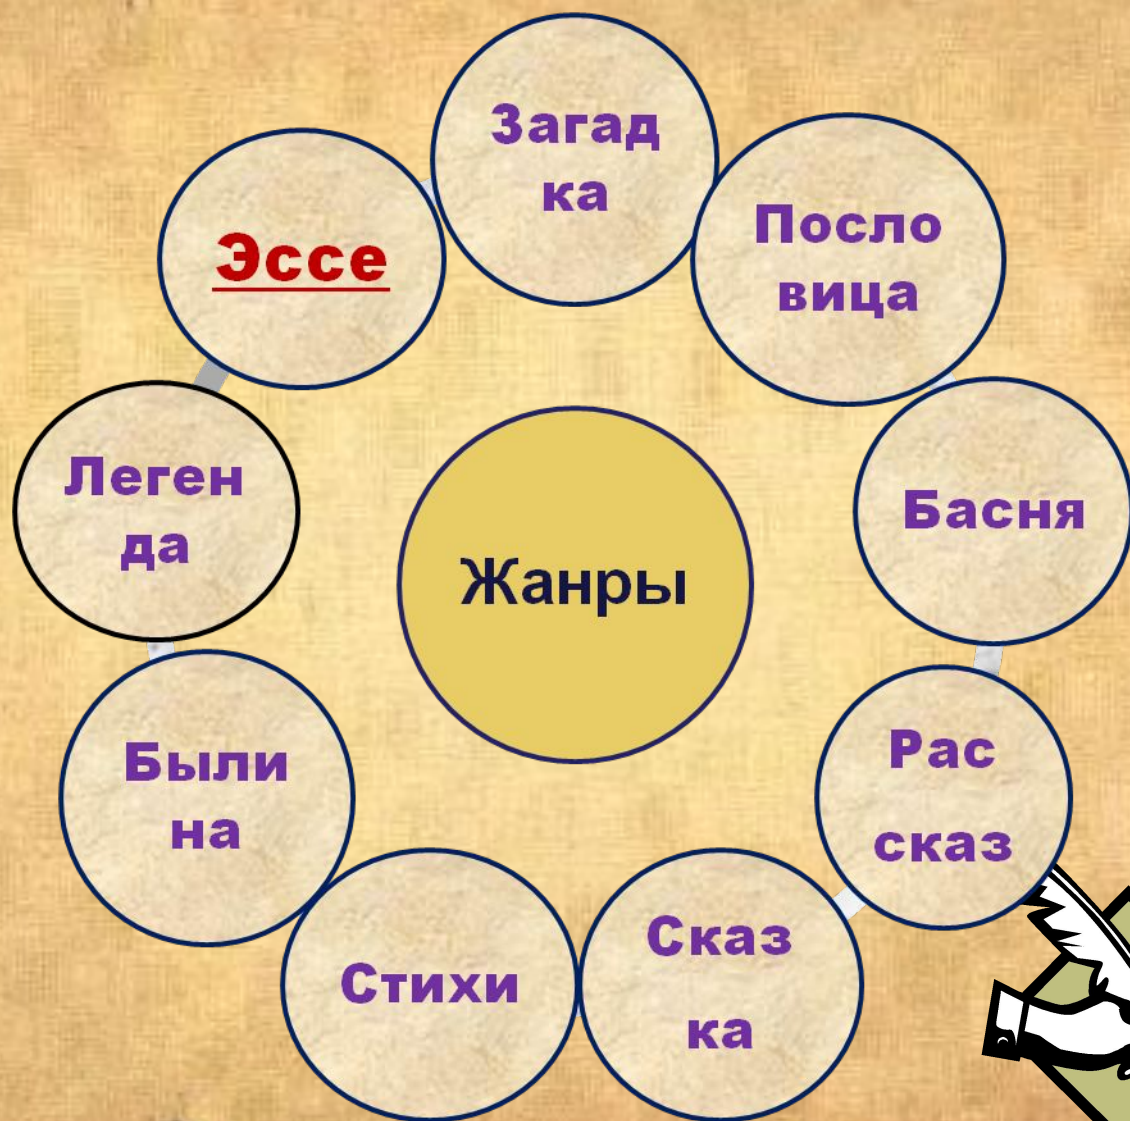 Загад
ка
Посло
вица
Басня
Рас
сказ
Сказ
ка
Стихи
Были
на
Леген
да
Эссе
Жанры